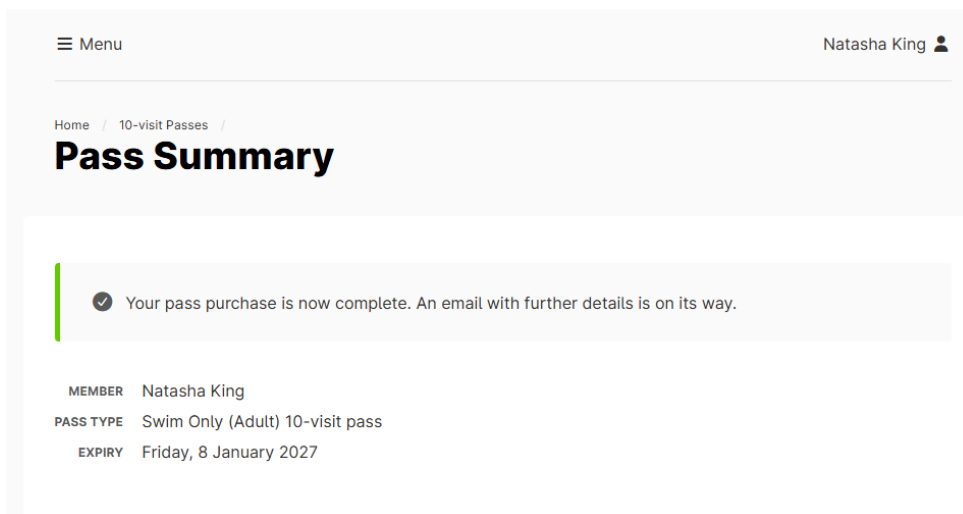 Menu
Natasha King
Home / 10-visit Passes /
Pass Summary
Your pass purchase is now complete. An email with further details is on its way.
MEMBER Natasha King
PASS TYPE Swim Only (Adult) 10-visit pass
EXPIRY Friday, 8 January 2027